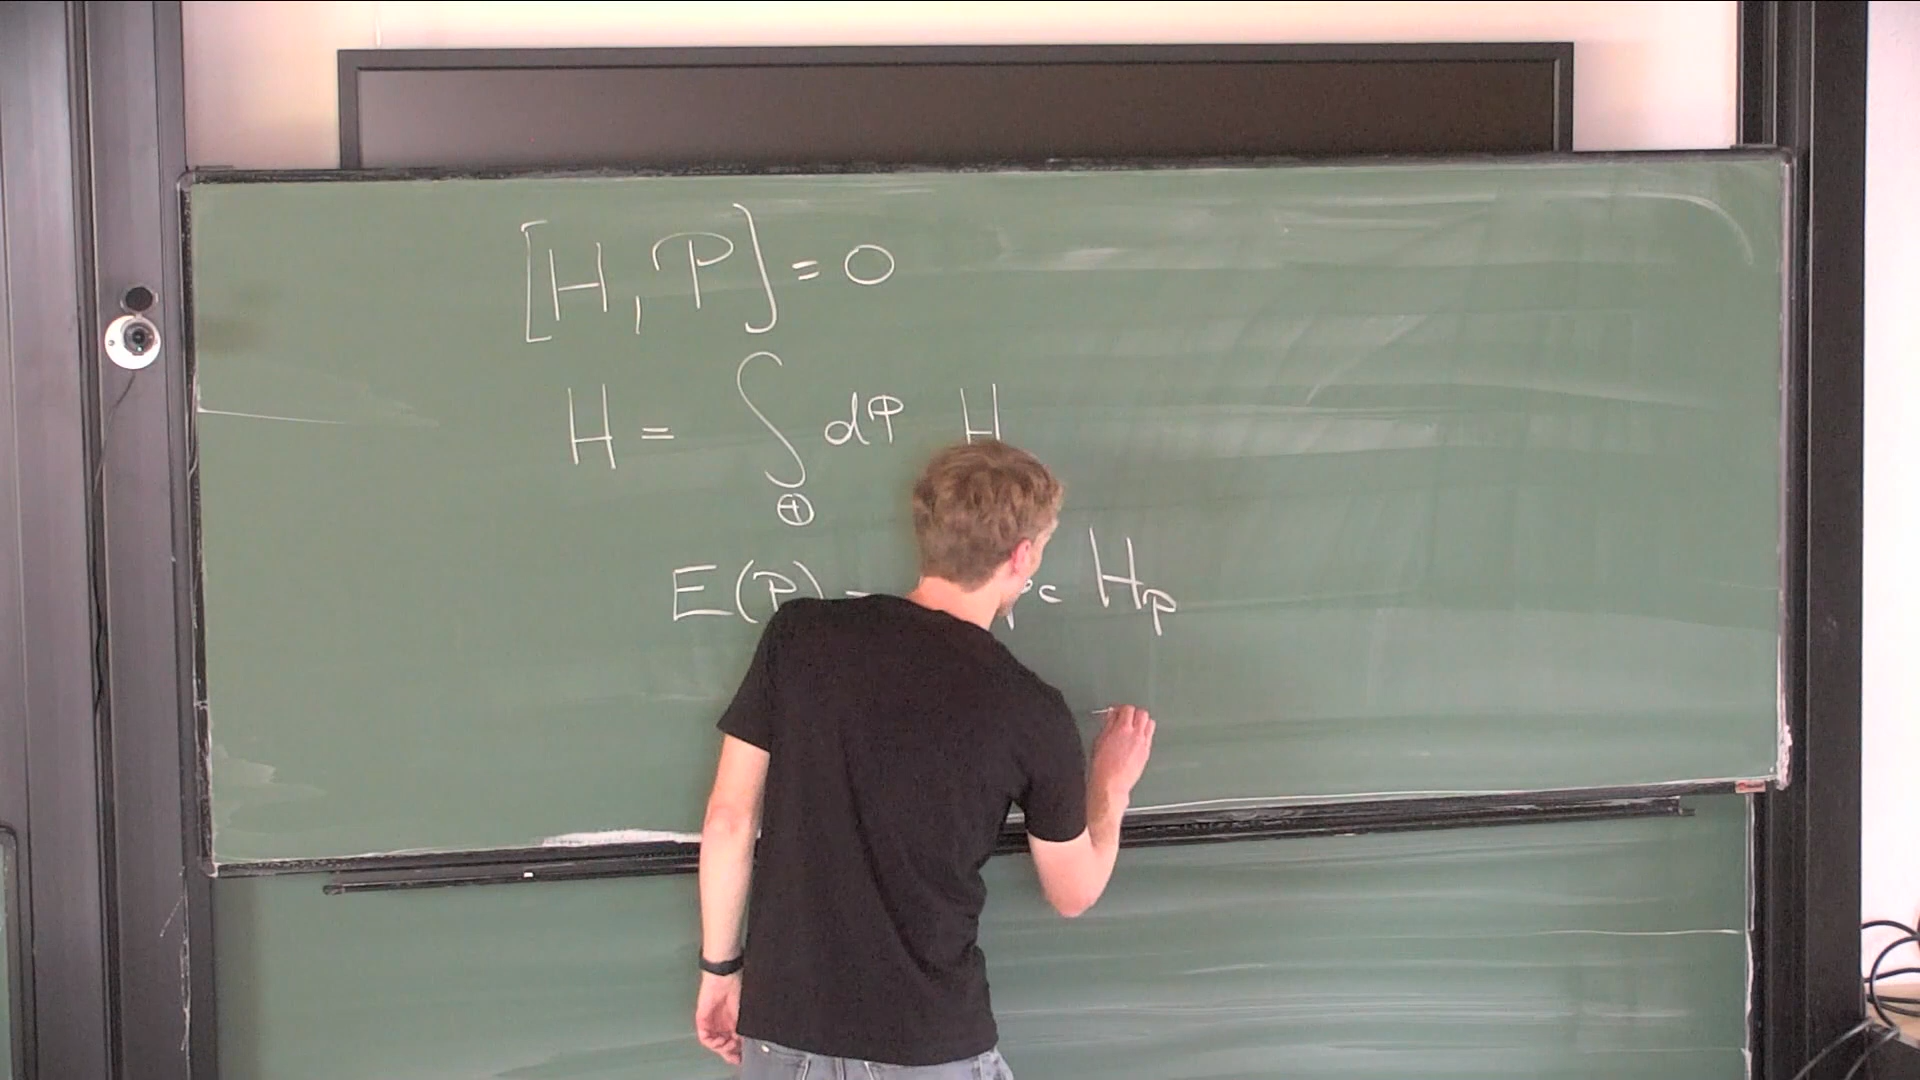 [H, P] = 0
H = ∫⊕ dP H
E(P) = H_P